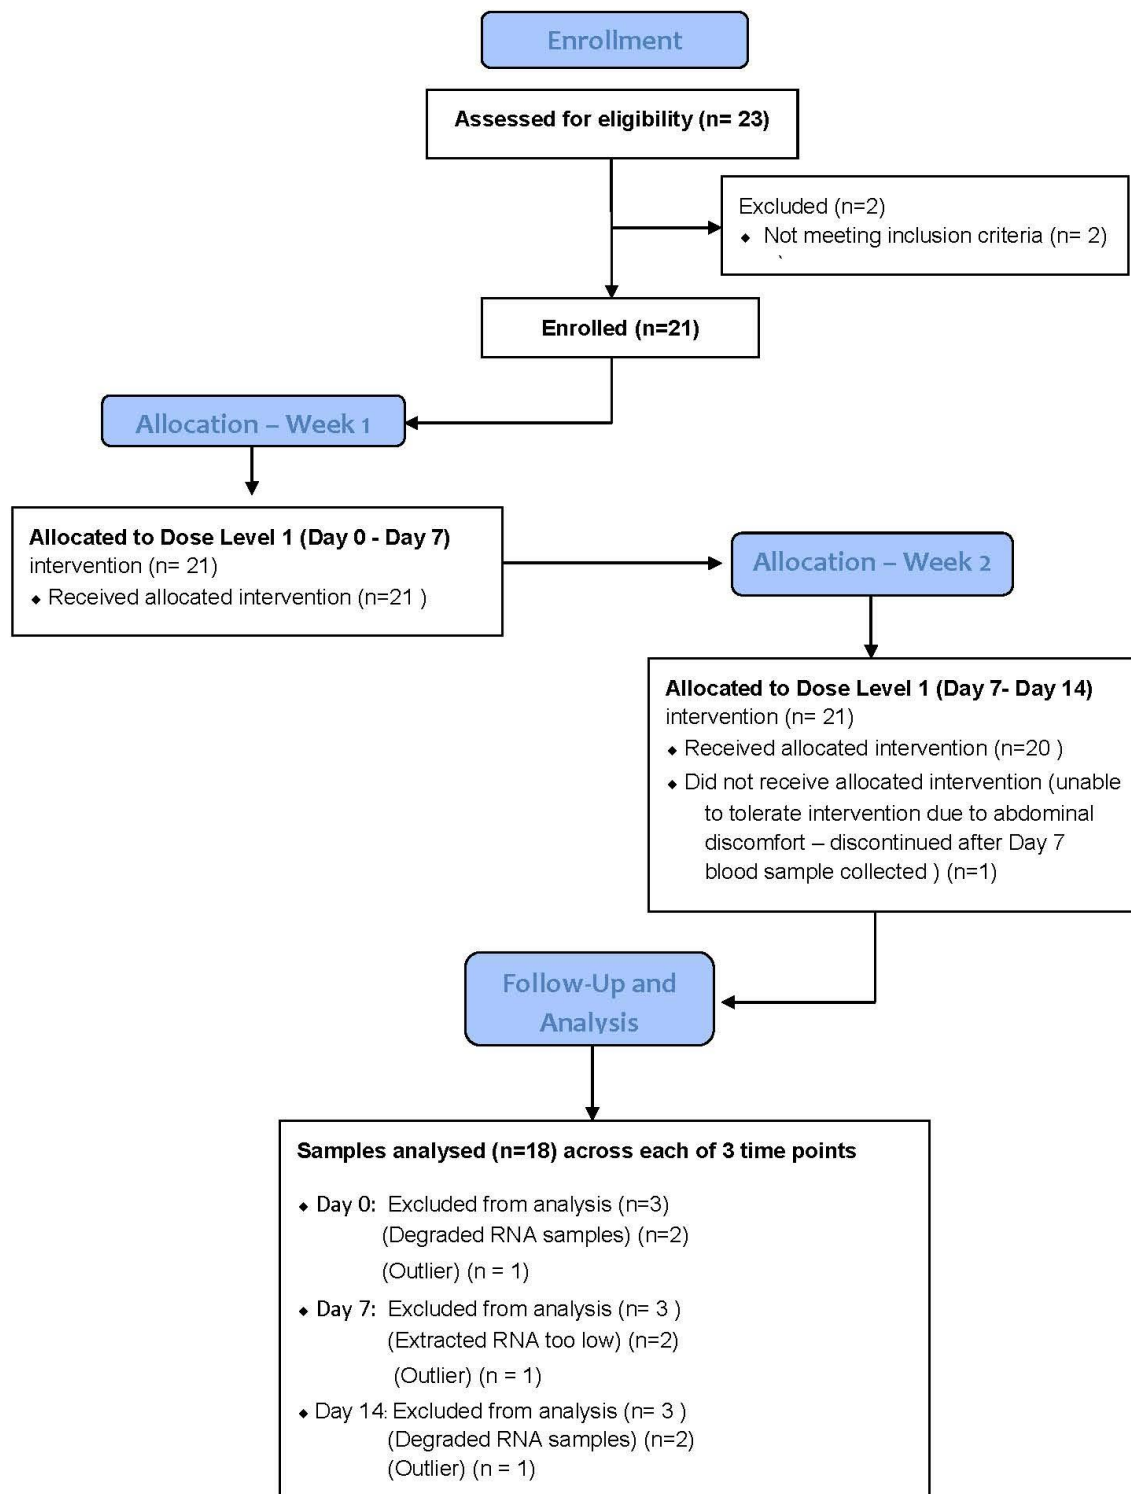 Enrollment
Assessed for eligibility (n= 23)
Excluded (n=2)
⬥ Not meeting inclusion criteria (n= 2)
Enrolled (n=21)
Allocation – Week 1
Allocated to Dose Level 1 (Day 0 - Day 7)
intervention (n= 21)
⬥ Received allocated intervention (n=21 )
Allocation – Week 2
Allocated to Dose Level 1 (Day 7- Day 14)
intervention (n= 21)
⬥ Received allocated intervention (n=20 )
⬥ Did not receive allocated intervention (unable
to tolerate intervention due to abdominal
discomfort – discontinued after Day 7
blood sample collected ) (n=1)
Follow-Up and
Analysis
Samples analysed (n=18) across each of 3 time points
⬥ Day 0: Excluded from analysis (n=3)
(Degraded RNA samples) (n=2)
(Outlier) (n = 1)
⬥ Day 7: Excluded from analysis (n= 3 )
(Extracted RNA too low) (n=2)
(Outlier) (n = 1)
⬥ Day 14: Excluded from analysis (n= 3 )
(Degraded RNA samples) (n=2)
(Outlier) (n = 1)